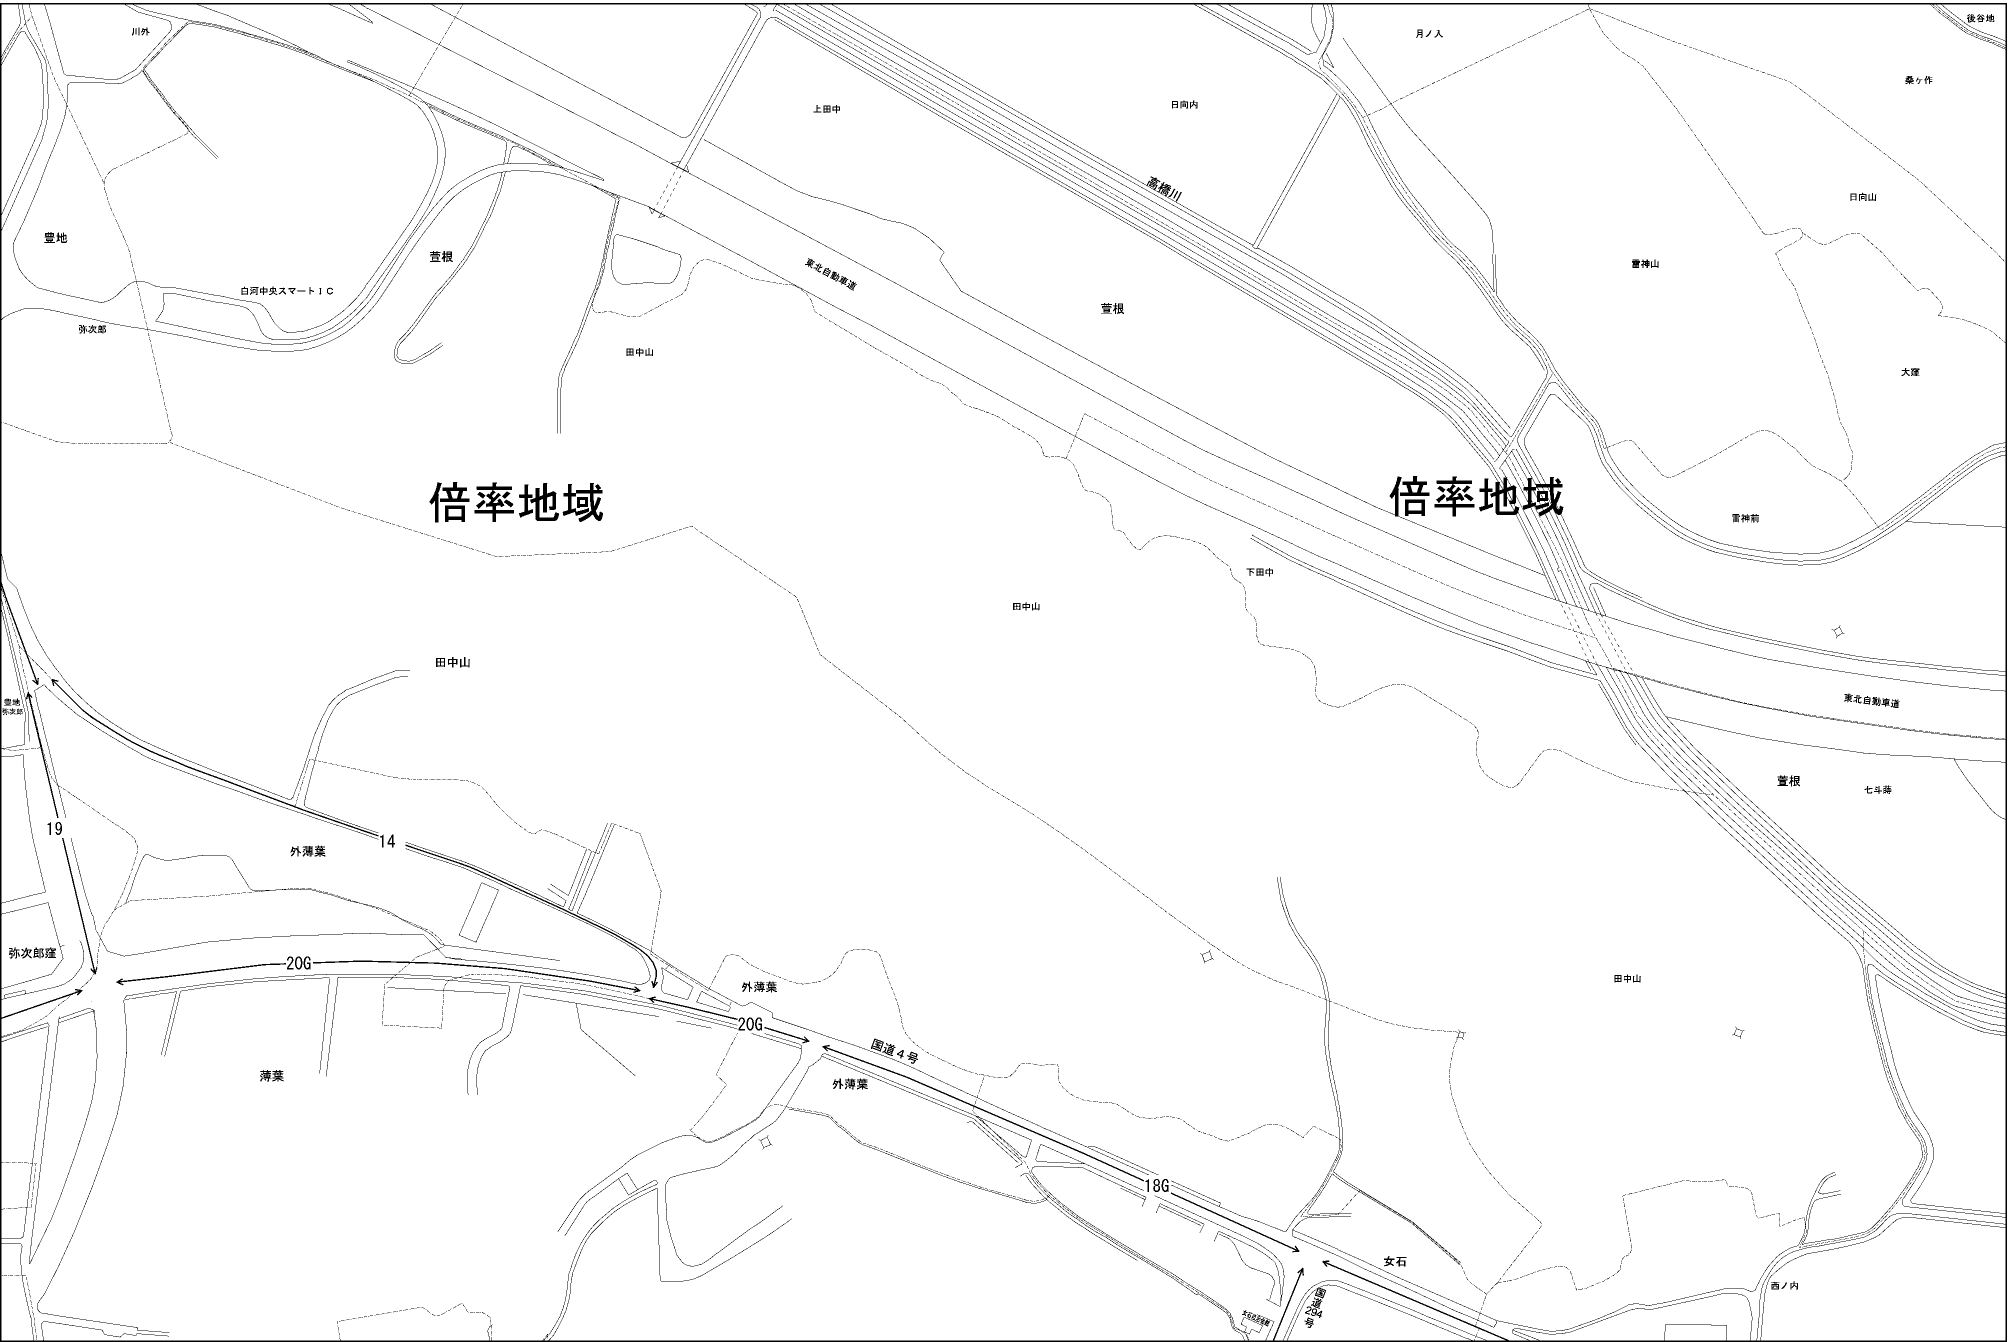 川外
月ノ入
後谷地
桑ヶ作
上田中
日向内
高橋川
日向山
豊地
萱根
雷神山
東北自動車道
白河中央スマートIC
萱根
弥次郎
田中山
大窪
倍率地域
倍率地域
雷神前
下田中
田中山
田中山
豊地
弥次郎
東北自動車道
萱根
七斗蒔
19
14
外薄葉
弥次郎窪
20G
外薄葉
田中山
20G
国道4号
薄葉
外薄葉
18G
女石
西ノ内
国道294号